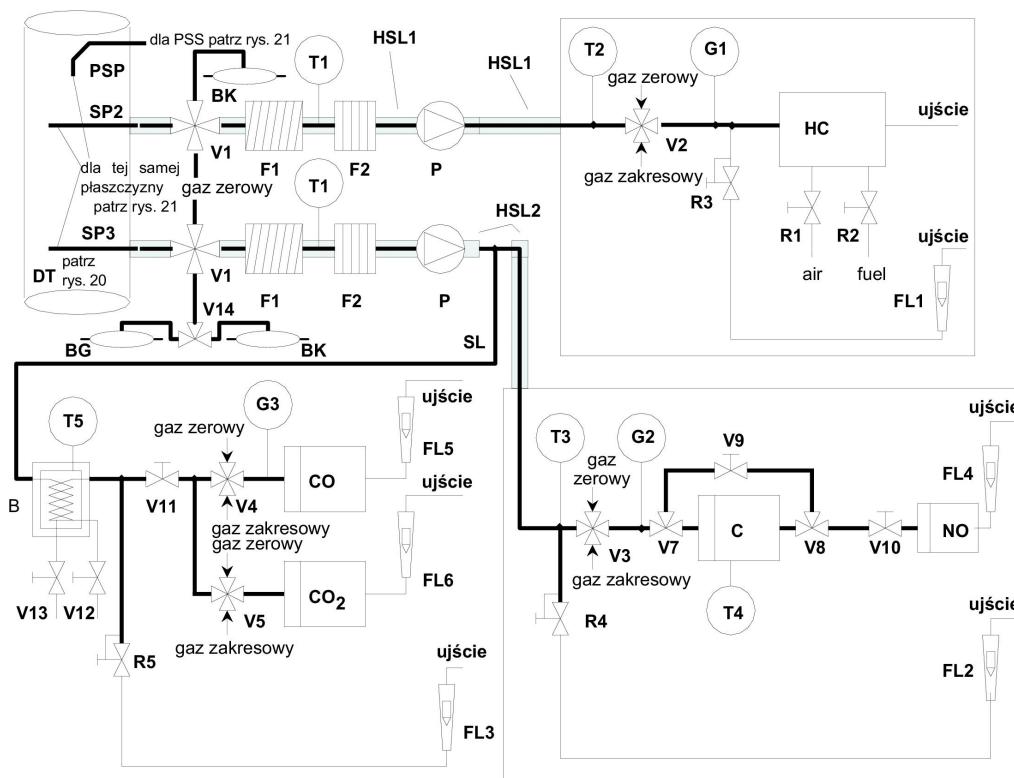 dla PSS patrz rys. 21
PSP
BK
T1
HSL1
HSL1
T2
G1
gaz zerowy
SP2
V1
F1
F2
P
V2
gaz zakresowy
HC
ujście
R3
R1
R2
air
fuel
dla tej samej
płaszczyzny
patrz rys. 21
gaz zerowy
T1
SP3
HSL2
ujście
DT
patrz
rys. 20
V1
F1
F2
P
FL1
V14
BG
BK
SL
T5
gaz zerowy
G3
ujście
FL5
T3
G2
V9
ujście
FL4
B
V11
V4
CO
ujście
gaz
zerowy
gaz zakresowy
gaz zerowy
V3
V7
C
V8
V10
NO
gaz zakresowy
FL6
V13
V12
V5
CO2
gaz zakresowy
T4
R4
ujście
R5
ujście
FL2
FL3